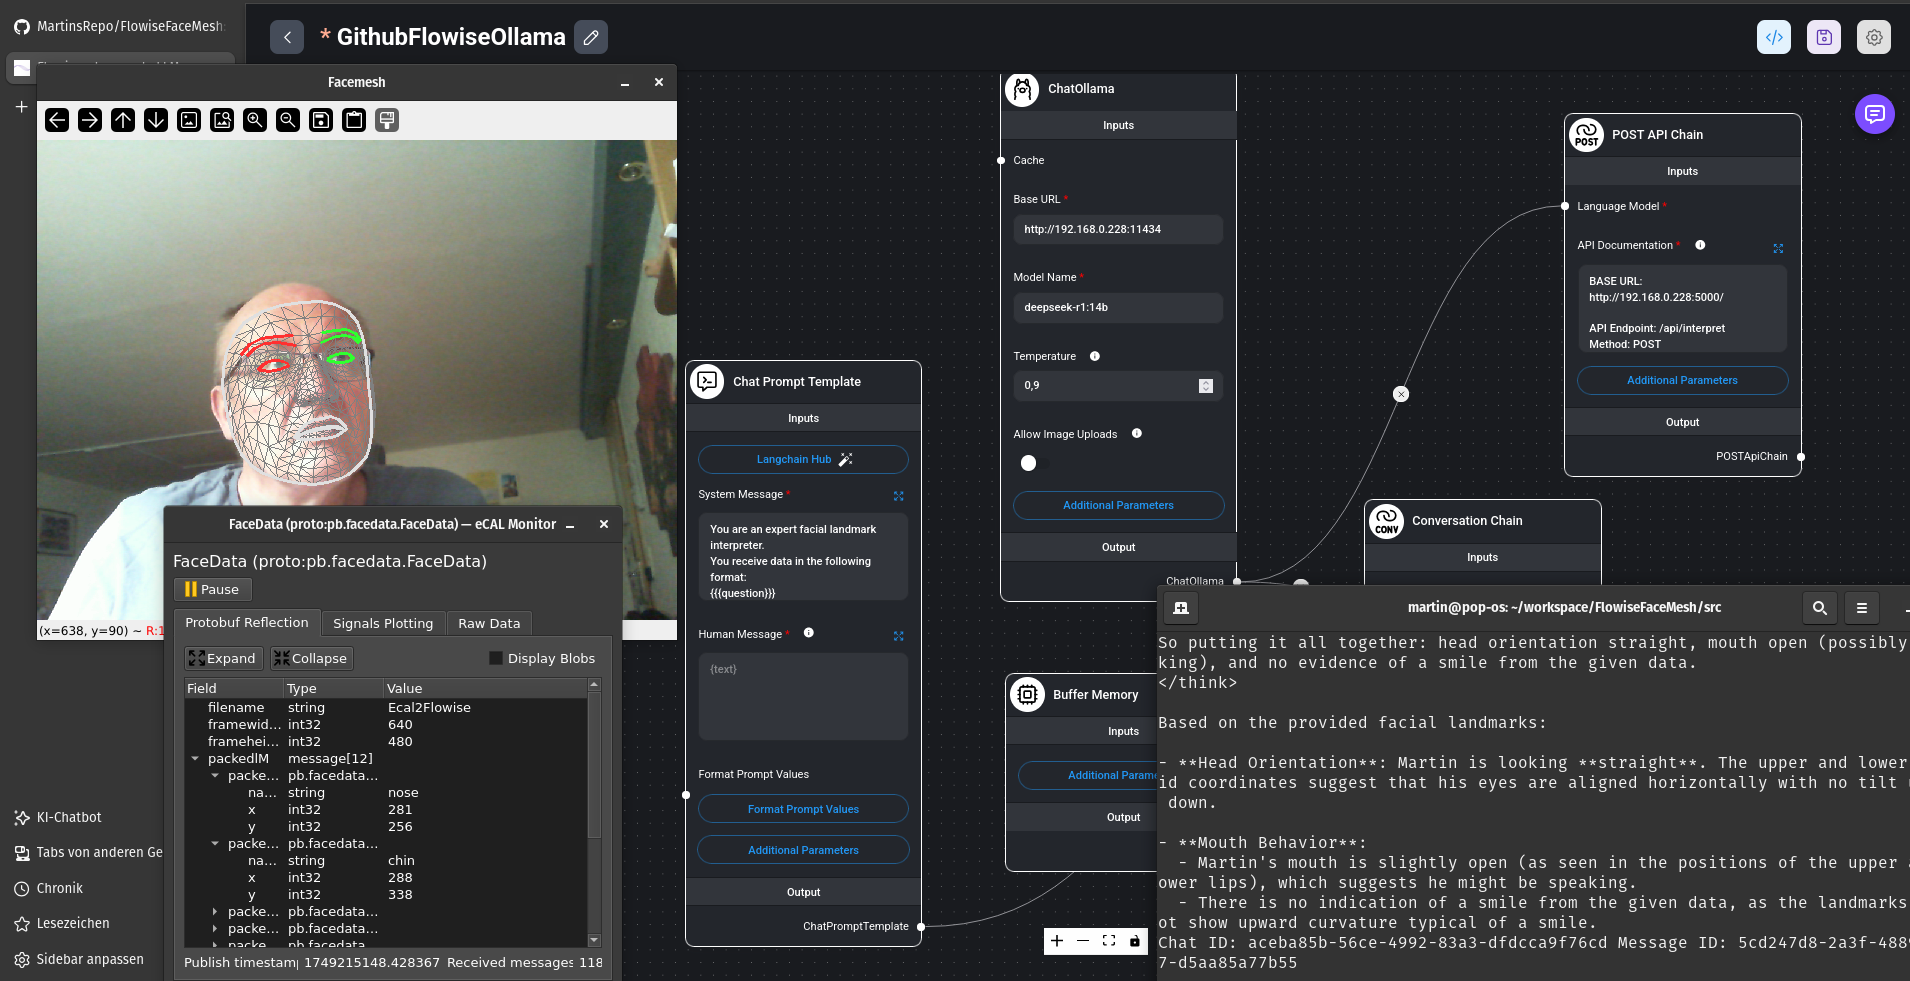 MartinsRepo/FlowiseFaceMesh:
* GithubFlowiseOllama
Facemesh
(x=638, y=90) ~ R:1
FaceData (proto:pb.facedata.FaceData) — eCAL Monitor
FaceData (proto:pb.facedata.FaceData)
Pause
Protobuf Reflection
Signals Plotting
Raw Data
Expand
Collapse
Display Blobs
Field Type Value
filename string Ecal2Flowise
framewid... int32 640
framehei... int32 480
packedlM message[12]
packe... pb.facedata...
na... string nose
x int32 281
y int32 256
packe... pb.facedata...
na... string chin
x int32 288
y int32 338
packe... pb.facedata...
packe... pb.facedata...
packe... pb.facedata
Publish timestam 1749215148.428367 Received messages 118
KI-Chatbot
Tabs von anderen Ge
Chronik
Lesezeichen
Sidebar anpassen
Chat Prompt Template
Inputs
Langchain Hub
System Message *
You are an expert facial landmark
interpreter.
You receive data in the following
format:
{{{question}}}
Human Message *
{text}
Format Prompt Values
Format Prompt Values
Additional Parameters
Output
ChatPromptTemplate
ChatOllama
Inputs
Cache
Base URL *
http://192.168.0.228:11434
Model Name *
deepseek-r1:14b
Temperature
0,9
Allow Image Uploads
Additional Parameters
Output
ChatOllama
Buffer Memory
Inputs
Additional Parame
Output
POST API Chain
POST
Inputs
Language Model *
API Documentation *
BASE URL:
http://192.168.0.228:5000/
API Endpoint: /api/interpret
Method: POST
Additional Parameters
Output
POSTApiChain
Conversation Chain
CONV
Inputs
martin@pop-os: ~/workspace/FlowiseFaceMesh/src
So putting it all together: head orientation straight, mouth open (possibly
king), and no evidence of a smile from the given data.
</think>
Based on the provided facial landmarks:
- **Head Orientation**: Martin is looking **straight**. The upper and lower
id coordinates suggest that his eyes are aligned horizontally with no tilt
down.
- **Mouth Behavior**:
- Martin's mouth is slightly open (as seen in the positions of the upper
ower lips), which suggests he might be speaking.
- There is no indication of a smile from the given data, as the landmarks
ot show upward curvature typical of a smile.
Chat ID: aceba85b-56ce-4992-83a3-dfdcca9f76cd Message ID: 5cd247d8-2a3f-488
7-d5aa85a77b55